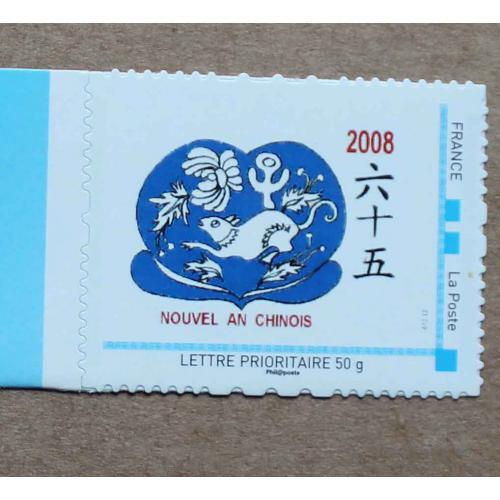 2008
六十五
NOUVEL AN CHINOIS
LETTRE PRIORITAIRE 50 g
Phil@poste
FRANCE
La Poste